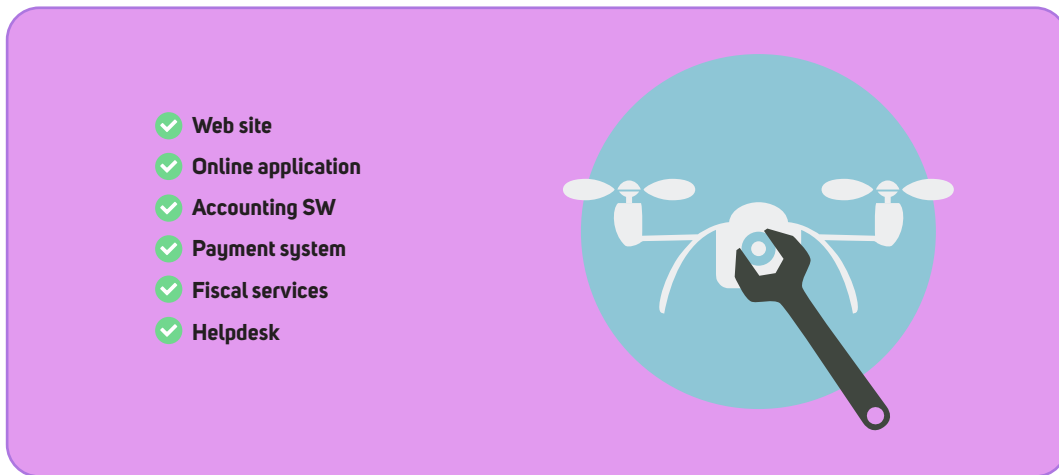 Web site
Online application
Accounting SW
Payment system
Fiscal services
Helpdesk